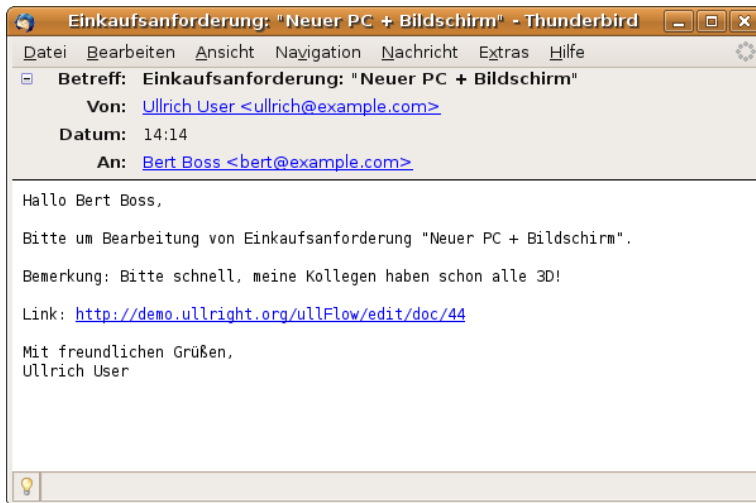 Einkaufsanforderung: "Neuer PC + Bildschirm" - Thunderbird
Datei Bearbeiten Ansicht Navigation Nachricht Extras Hilfe
Betreff: Einkaufsanforderung: "Neuer PC + Bildschirm"
Von: Ullrich User <ullrich@example.com>
Datum: 14:14
An: Bert Boss <bert@example.com>
Hallo Bert Boss,
Bitte um Bearbeitung von Einkaufsanforderung "Neuer PC + Bildschirm".
Bemerkung: Bitte schnell, meine Kollegen haben schon alle 3D!
Link: http://demo.ullright.org/ullFlow/edit/doc/44
Mit freundlichen Grüßen,
Ullrich User